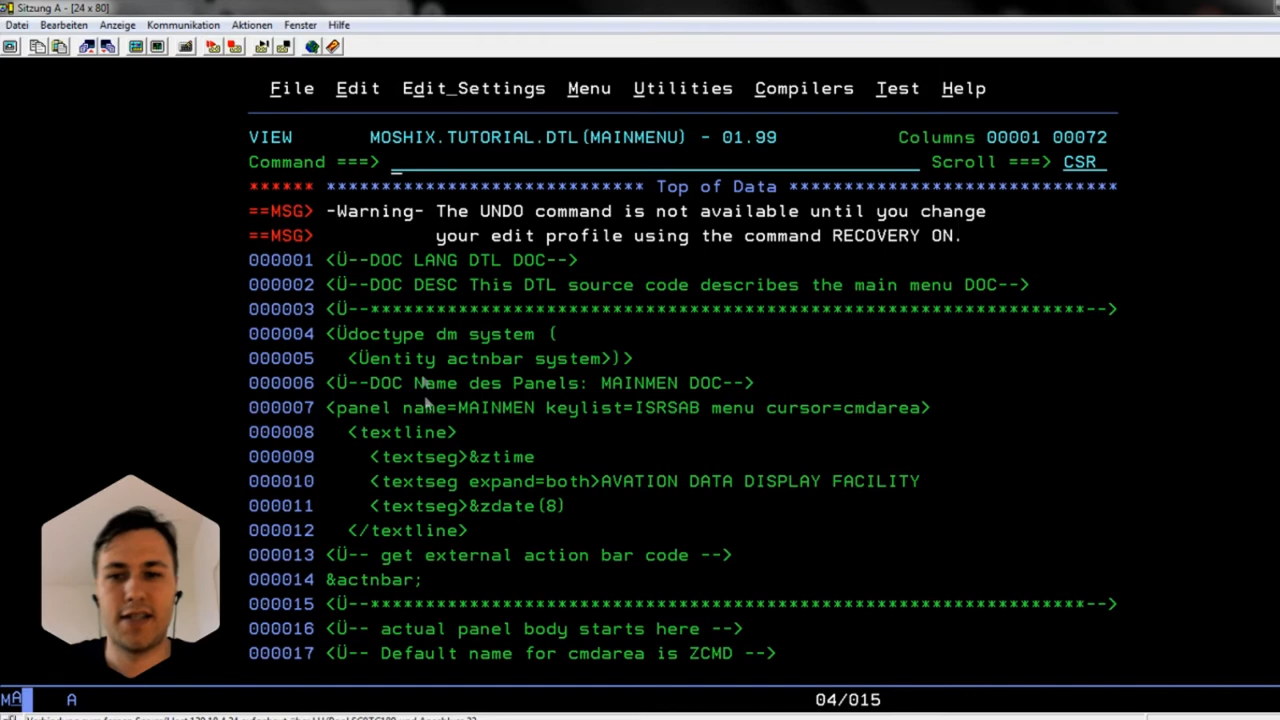 Sitzung A - [24 x 80]
Datei Bearbeiten Anzeige Kommunikation Aktionen Fenster Hilfe
File Edit Edit_Settings Menu Utilities Compilers Test Help
VIEW MOSHIX.TUTORIAL.DTL(MAINMENU) - 01.99 Columns 00001 00072
Command ===> Scroll ===> CSR
****** ***************************** Top of Data ******************************
==MSG> -Warning- The UNDO command is not available until you change
==MSG> your edit profile using the command RECOVERY ON.
000001 <Ü--DOC LANG DTL DOC-->
000002 <Ü--DOC DESC This DTL source code describes the main menu DOC-->
000003 <Ü--*****************************************************************-->
000004 <Üdoctype dm system (
000005 <Üentity actnbar system>)>
000006 <Ü--DOC Name des Panels: MAINMEN DOC-->
000007 <panel name=MAINMEN keylist=ISRSAB menu cursor=cmdarea>
000008 <textline>
000009 <textseg>&ztime
000010 <textseg expand=both>AVATION DATA DISPLAY FACILITY
000011 <textseg>&zdate(8)
000012 </textline>
000013 <Ü-- get external action bar code -->
000014 &actnbar;
000015 <Ü--*****************************************************************-->
000016 <Ü-- actual panel body starts here -->
000017 <Ü-- Default name for cmdarea is ZCMD -->
MA A 04/015